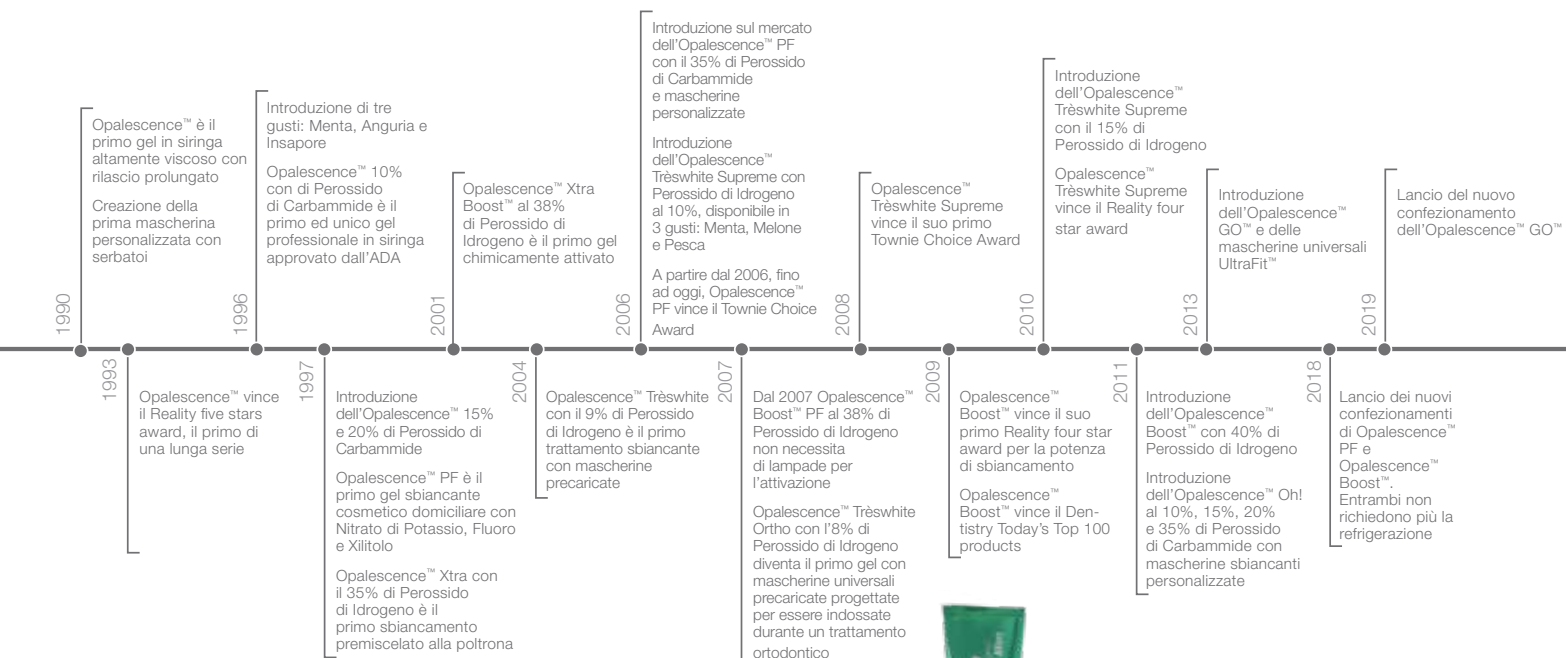 1990
Opalescence™ è il
primo gel in siringa
altamente viscoso con
rilascio prolungato
Creazione della
prima mascherina
personalizzata con
serbatoi
1993
Opalescence™ vince
il Reality five stars
award, il primo di
una lunga serie
1996
Introduzione di tre
gusti: Menta, Anguria e
Insapore
Opalescence™ 10%
con di Perossido
di Carbammide è il
primo ed unico gel
professionale in siringa
approvato dall'ADA
1997
Introduzione
dell'Opalescence™ 15%
e 20% di Perossido di
Carbammide
Opalescence™ PF è il
primo gel sbiancante
cosmetico domiciliare con
Nitrato di Potassio, Fluoro
e Xilitolo
Opalescence™ Xtra con
il 35% di Perossido
di Idrogeno è il
primo sbiancamento
premiscelato alla poltrona
2001
Opalescence™ Xtra
Boost™ al 38%
di Perossido di
Idrogeno è il primo gel
chimicamente attivato
2004
Opalescence™ Trèswhite
con il 9% di Perossido
di Idrogeno è il primo
trattamento sbiancante
con mascherine
precaricate
2006
Introduzione sul mercato
dell'Opalescence™ PF
con il 35% di Perossido
di Carbammide
e mascherine
personalizzate
Introduzione
dell'Opalescence™
Trèswhite Supreme con
Perossido di Idrogeno
al 10%, disponibile in
3 gusti: Menta, Melone
e Pesca
A partire dal 2006, fino
ad oggi, Opalescence™
PF vince il Townie Choice
Award
2007
Dal 2007 Opalescence™
Boost™ PF al 38% di
Perossido di Idrogeno
non necessita
di lampade per
l'attivazione
Opalescence™ Trèswhite
Ortho con l'8% di
Perossido di Idrogeno
diventa il primo gel con
mascherine universali
precaricate progettate
per essere indossate
durante un trattamento
ortodontico
2008
Opalescence™
Trèswhite Supreme
vince il suo primo
Townie Choice Award
2009
Opalescence™
Boost™ vince il suo
primo Reality four star
award per la potenza
di sbiancamento
Opalescence™
Boost™ vince il Den-
tistry Today's Top 100
products
2010
Introduzione
dell'Opalescence™
Trèswhite Supreme
con il 15% di
Perossido di Idrogeno
Opalescence™
Trèswhite Supreme
vince il Reality four
star award
2011
Introduzione
dell'Opalescence™
Boost™ con 40% di
Perossido di Idrogeno
Introduzione
dell'Opalescence™ Oh!
al 10%, 15%, 20%
e 35% di Perossido
di Carbammide con
mascherine sbiancanti
personalizzate
2013
Introduzione
dell'Opalescence™
GO™ e delle
mascherine universali
UltraFit™
2018
Lancio dei nuovi
confezionamenti
di Opalescence™
PF e
Opalescence™
Boost™.
Entrambi non
richiedono più la
refrigerazione
2019
Lancio del nuovo
confezionamento
dell'Opalescence™ GO™